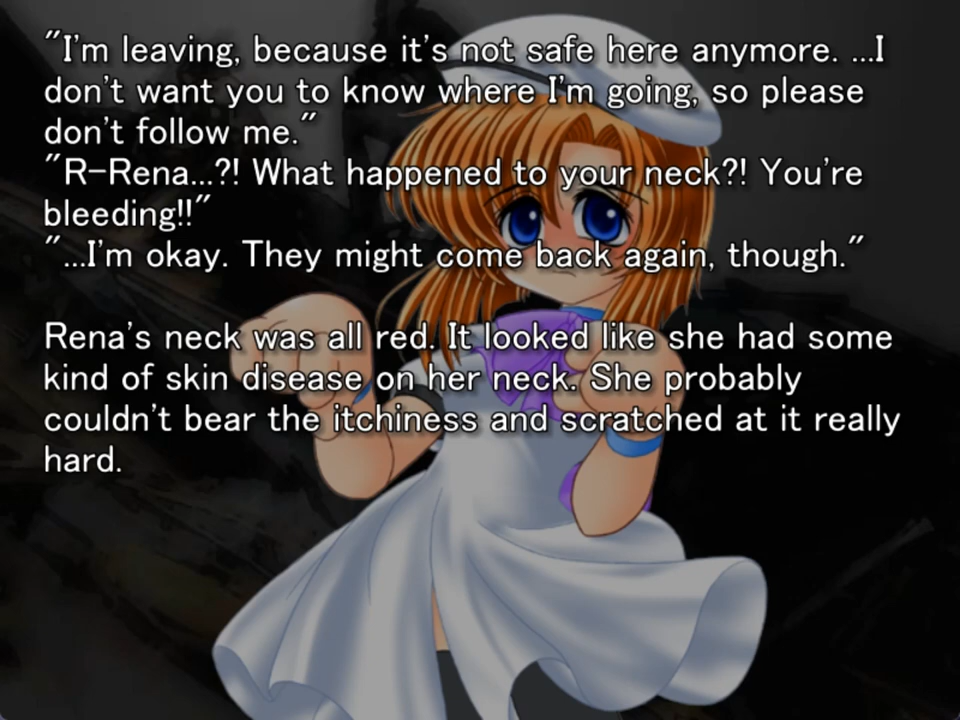 "I'm leaving, because it's not safe here anymore. ...I
don't want you to know where I'm going, so please
don't follow me."
"R-Rena...?! What happened to your neck?! You're
bleeding!!"
"...I'm okay. They might come back again, though."
Rena's neck was all red. It looked like she had some
kind of skin disease on her neck. She probably
couldn't bear the itchiness and scratched at it really
hard.